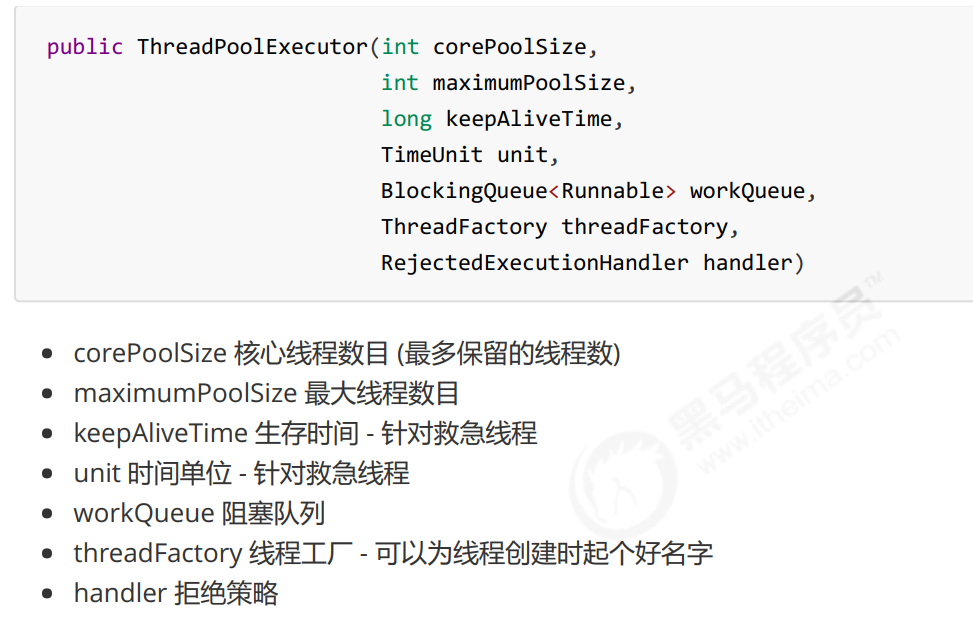 public ThreadPoolExecutor(int corePoolSize,
int maximumPoolSize,
long keepAliveTime,
TimeUnit unit,
BlockingQueue<Runnable> workQueue,
ThreadFactory threadFactory,
RejectedExecutionHandler handler)
• corePoolSize 核心线程数目 (最多保留的线程数)
• maximumPoolSize 最大线程数目
• keepAliveTime 生存时间 - 针对救急线程
• unit 时间单位 - 针对救急线程
• workQueue 阻塞队列
• threadFactory 线程工厂 - 可以为线程创建时起个好名字
• handler 拒绝策略
黑马程序员™
www.itheima.com